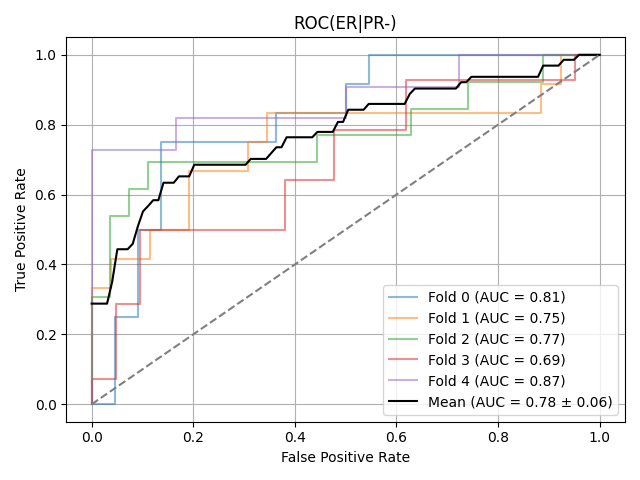 ROC(ER|PR-)
True Positive Rate
1.0
0.8
0.6
0.4
0.2
0.0
Fold 0 (AUC = 0.81)
Fold 1 (AUC = 0.75)
Fold 2 (AUC = 0.77)
Fold 3 (AUC = 0.69)
Fold 4 (AUC = 0.87)
Mean (AUC = 0.78 ± 0.06)
0.0 0.2 0.4 0.6 0.8 1.0
False Positive Rate